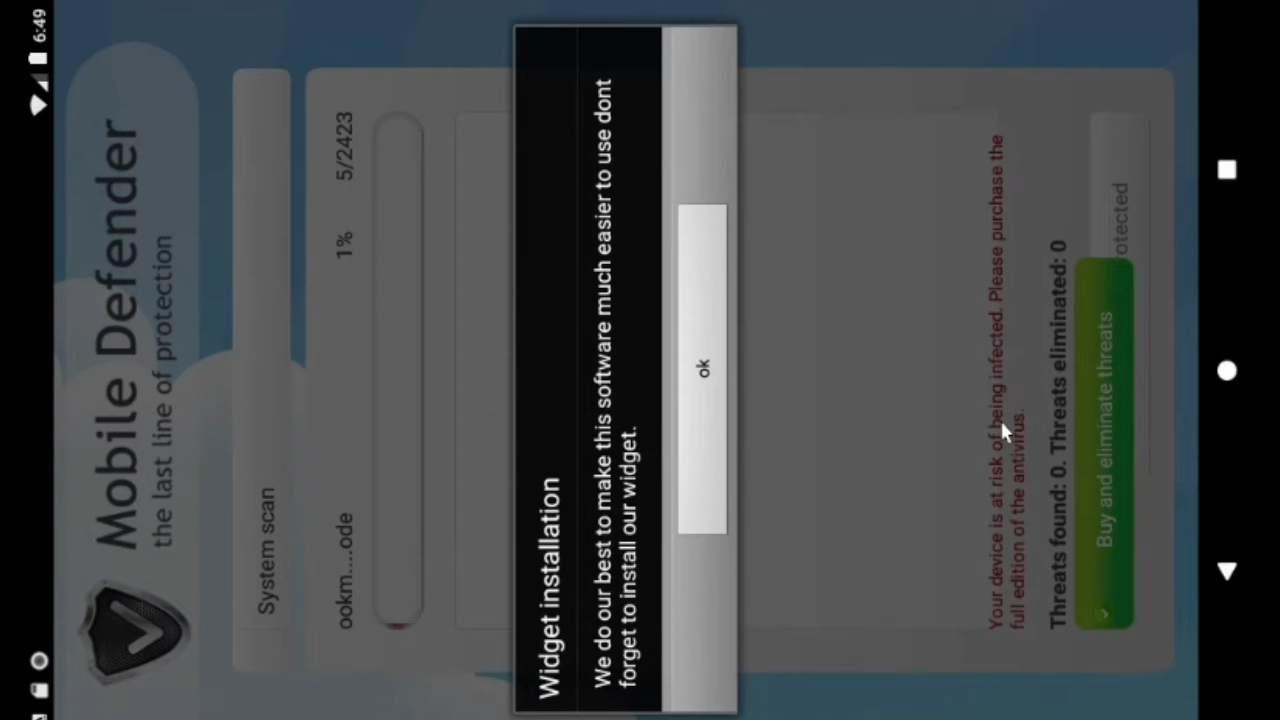 6:49
Mobile Defender
the last line of protection
System scan
ookm....ode 1% 5/2423
Widget installation
We do our best to make this software much easier to use dont
forget to install our widget.
ok
Your device is at risk of being infected. Please purchase the
full edition of the antivirus.
Threats found: 0. Threats eliminated: 0
Buy and eliminate threats
otected